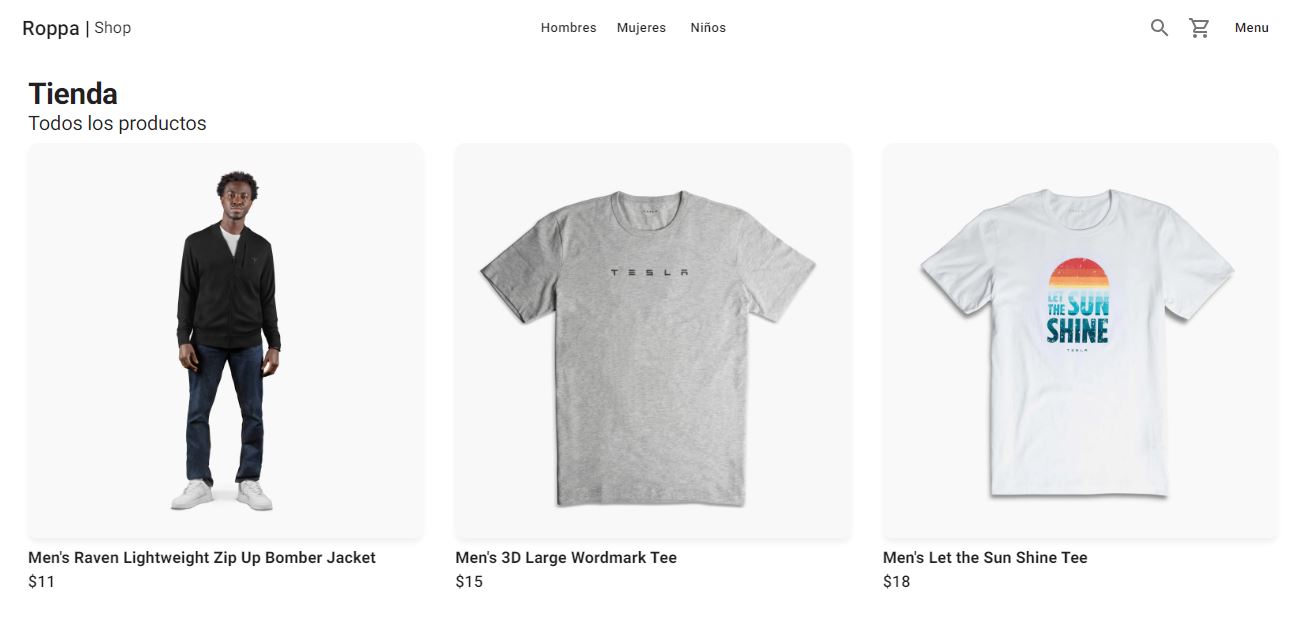 Roppa | Shop
Hombres Mujeres Niños
Menu
Tienda
Todos los productos
TESLA
LET
THE SUN
SHINE
TESLA
Men's Raven Lightweight Zip Up Bomber Jacket
$11
Men's 3D Large Wordmark Tee
$15
Men's Let the Sun Shine Tee
$18